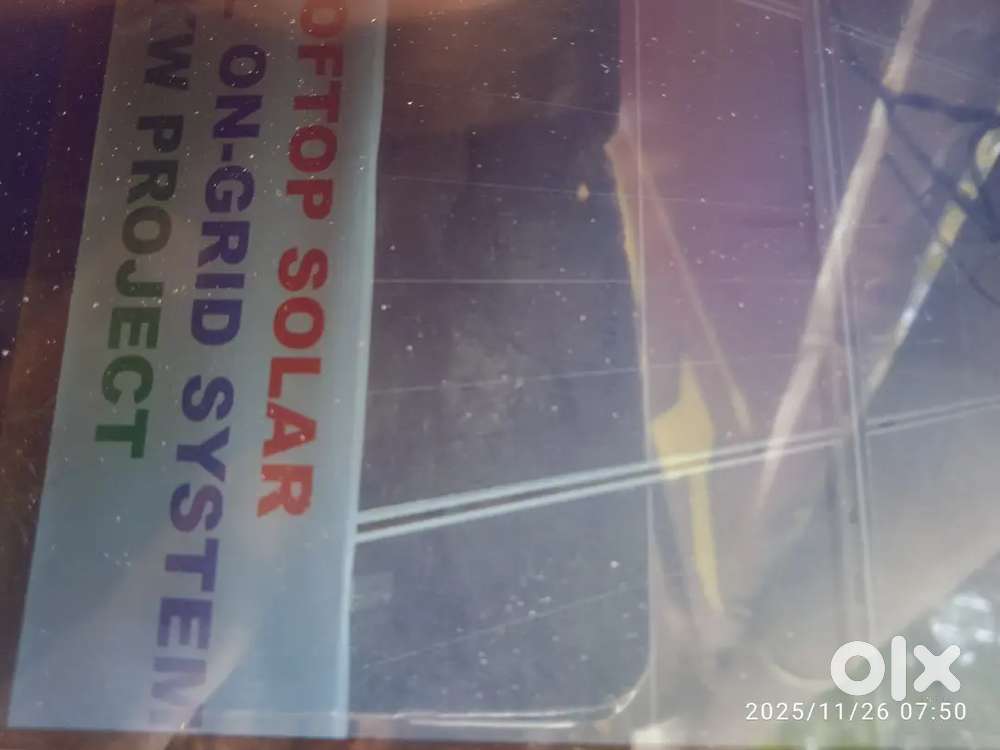 OFTOP SOLAR
ON-GRID SYSTEM
KW PROJECT
olx
2025/11/26 07:50